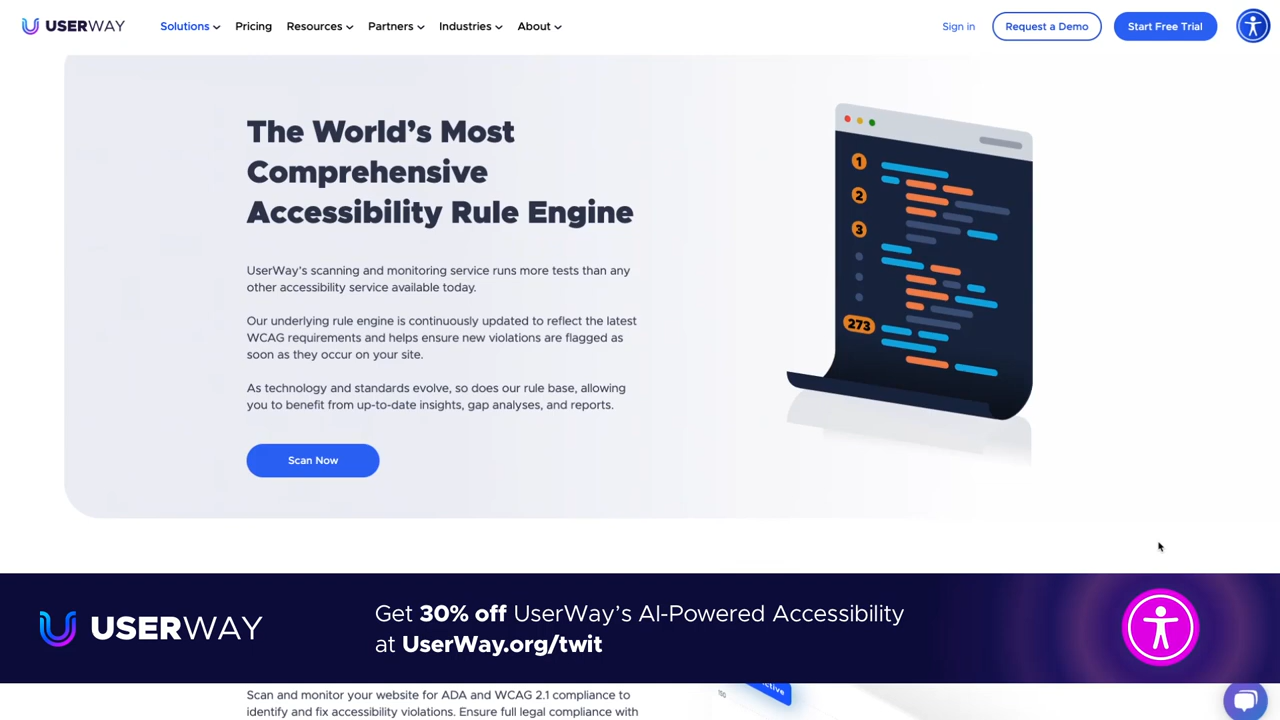 USERWAY
Solutions
Pricing
Resources
Partners
Industries
About
Sign in
Request a Demo
Start Free Trial
The World's Most
Comprehensive
Accessibility Rule Engine
UserWay's scanning and monitoring service runs more tests than any
other accessibility service available today.
Our underlying rule engine is continuously updated to reflect the latest
WCAG requirements and helps ensure new violations are flagged as
soon as they occur on your site.
As technology and standards evolve, so does our rule base, allowing
you to benefit from up-to-date insights, gap analyses, and reports.
Scan Now
1
2
3
273
USERWAY
Get 30% off UserWay's AI-Powered Accessibility
at UserWay.org/twit
Scan and monitor your website for ADA and WCAG 2.1 compliance to
identify and fix accessibility violations. Ensure full legal compliance with